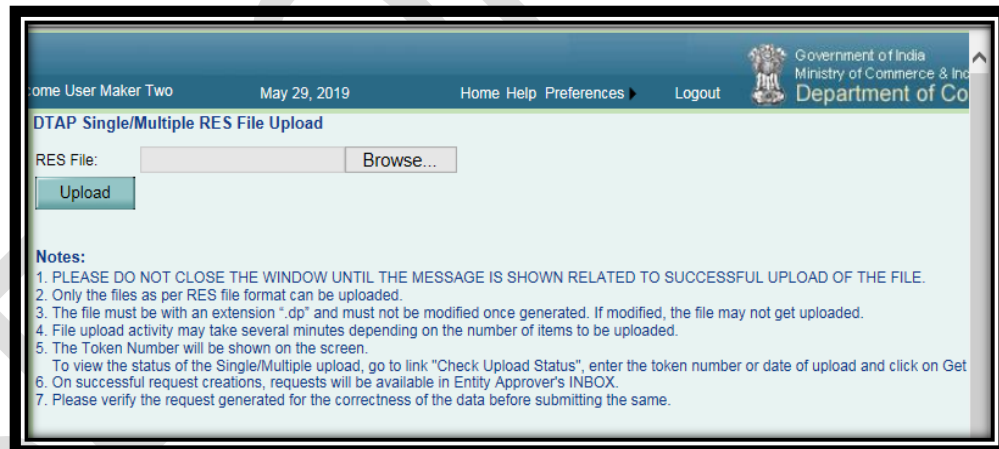 Government of India
Ministry of Commerce & Inc
Department of Co
come User Maker Two May 29, 2019 Home Help Preferences Logout
DTAP Single/Multiple RES File Upload
RES File: Browse...
Upload
Notes:
1. PLEASE DO NOT CLOSE THE WINDOW UNTIL THE MESSAGE IS SHOWN RELATED TO SUCCESSFUL UPLOAD OF THE FILE.
2. Only the files as per RES file format can be uploaded.
3. The file must be with an extension “.dp” and must not be modified once generated. If modified, the file may not get uploaded.
4. File upload activity may take several minutes depending on the number of items to be uploaded.
5. The Token Number will be shown on the screen.
To view the status of the Single/Multiple upload, go to link "Check Upload Status", enter the token number or date of upload and click on Get
6. On successful request creations, requests will be available in Entity Approver's INBOX.
7. Please verify the request generated for the correctness of the data before submitting the same.